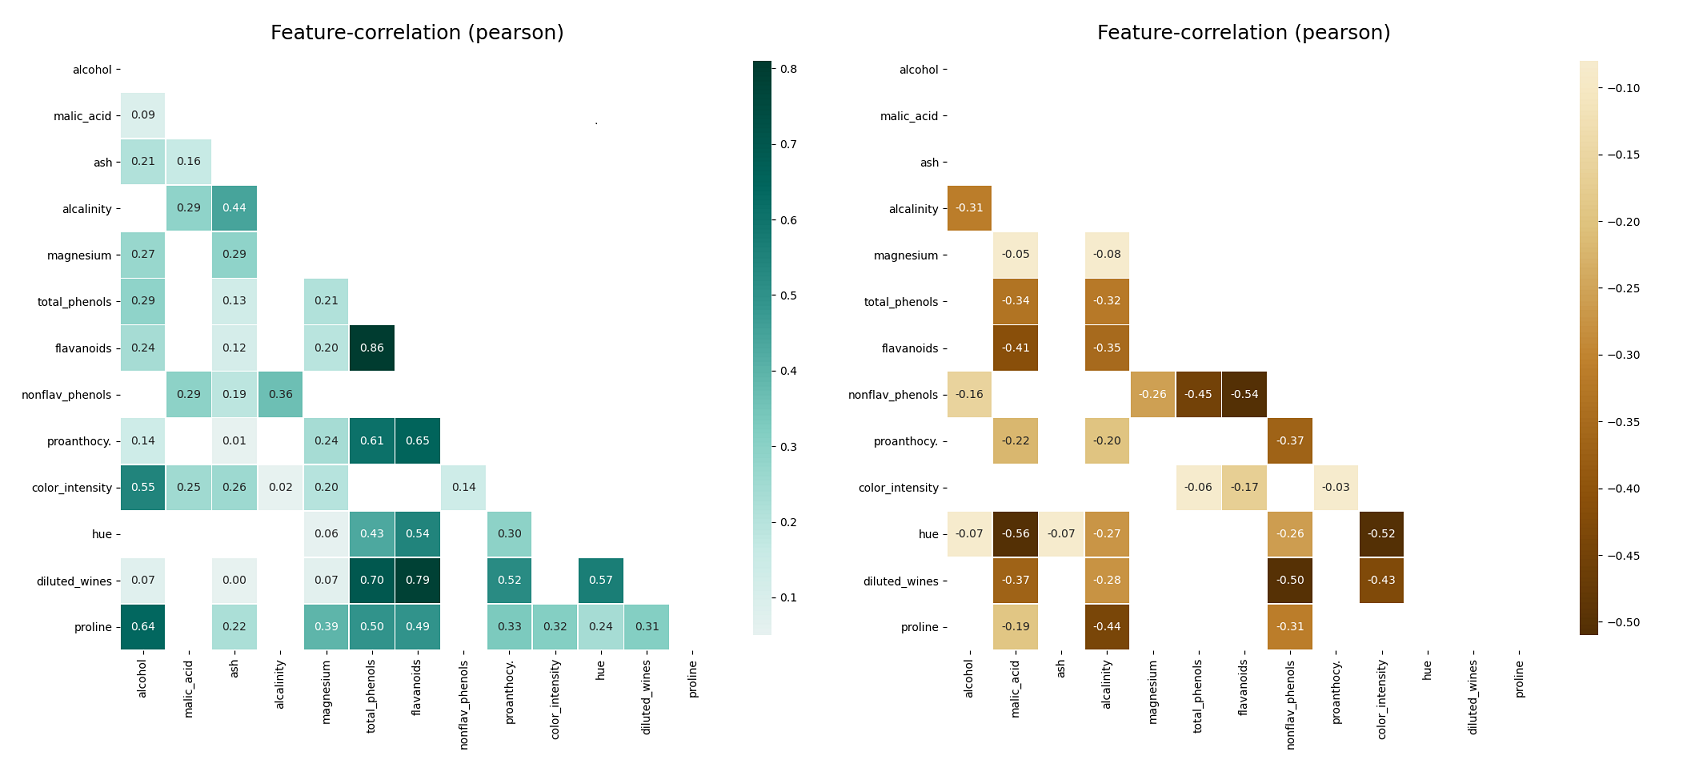 Feature-correlation (pearson)
alcohol
malic_acid 0.09
ash 0.21 0.16
alcalinity 0.29 0.44
magnesium 0.27 0.29
total_phenols 0.29 0.13 0.21
flavanoids 0.24 0.12 0.20 0.86
nonflav_phenols 0.29 0.19 0.36
proanthocy. 0.14 0.01 0.24 0.61 0.65
color_intensity 0.55 0.25 0.26 0.02 0.20 0.14
hue 0.06 0.43 0.54 0.30
diluted_wines 0.07 0.00 0.07 0.70 0.79 0.52 0.57
proline 0.64 0.22 0.39 0.50 0.49 0.33 0.32 0.24 0.31
alcohol
malic_acid
ash
alcalinity
magnesium
total_phenols
flavanoids
nonflav_phenols
proanthocy.
color_intensity
hue
diluted_wines
proline
0.8
0.7
0.6
0.5
0.4
0.3
0.2
0.1
Feature-correlation (pearson)
alcohol
malic_acid
ash
alcalinity -0.31
magnesium -0.05 -0.08
total_phenols -0.34 -0.32
flavanoids -0.41 -0.35
nonflav_phenols -0.16 -0.26 -0.45 -0.54
proanthocy. -0.22 -0.20 -0.37
color_intensity -0.06 -0.17 -0.03
hue -0.07 -0.56 -0.07 -0.27 -0.26 -0.52
diluted_wines -0.37 -0.28 -0.50 -0.43
proline -0.19 -0.44 -0.31
alcohol
malic_acid
ash
alcalinity
magnesium
total_phenols
flavanoids
nonflav_phenols
proanthocy.
color_intensity
hue
diluted_wines
proline
−0.10
−0.15
−0.20
−0.25
−0.30
−0.35
−0.40
−0.45
−0.50